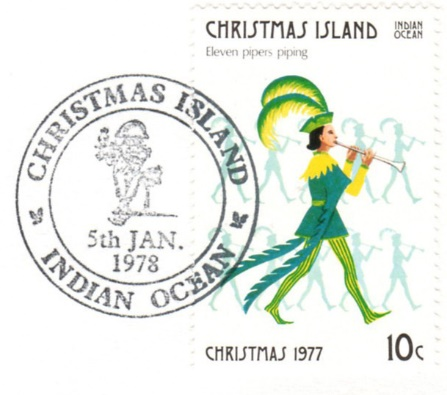 CHRISTMAS ISLAND
INDIAN
OCEAN
Eleven pipers piping
CHRISTMAS 1977
10c
CHRISTMAS ISLAND
5th JAN.
1978
INDIAN OCEAN